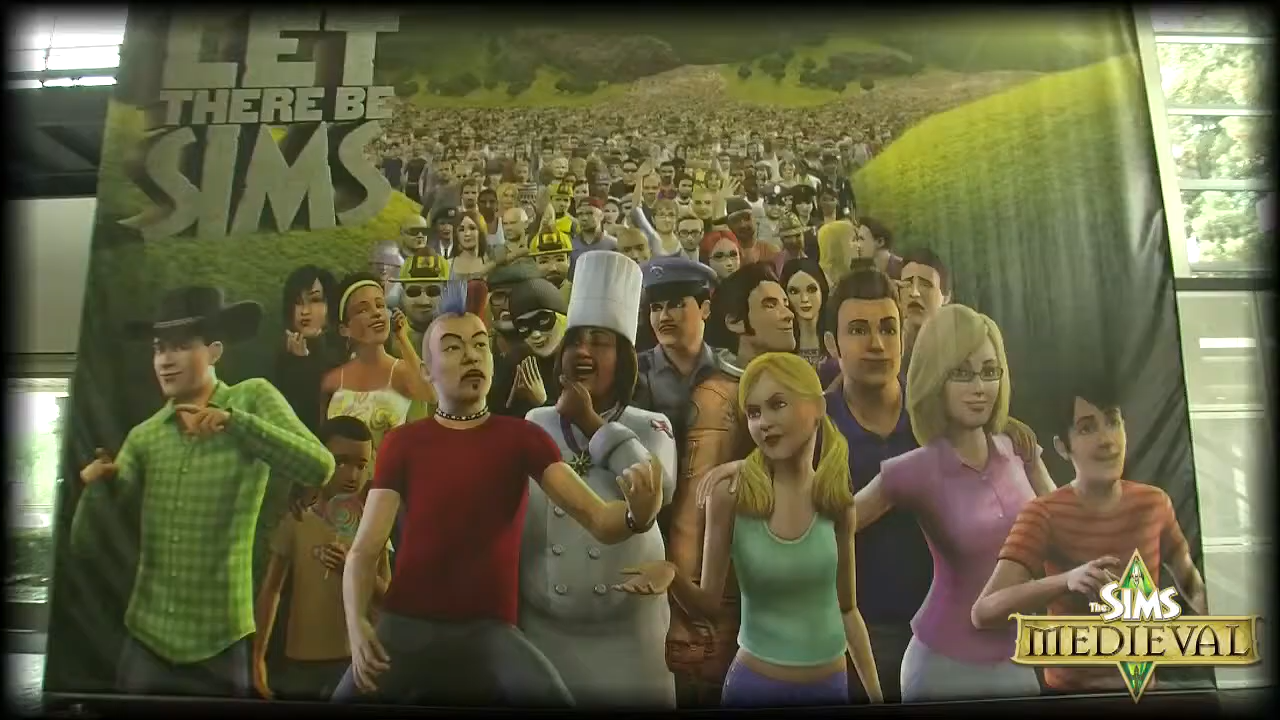 LET
THERE BE
SIMS
The SIMS
MEDIEVAL